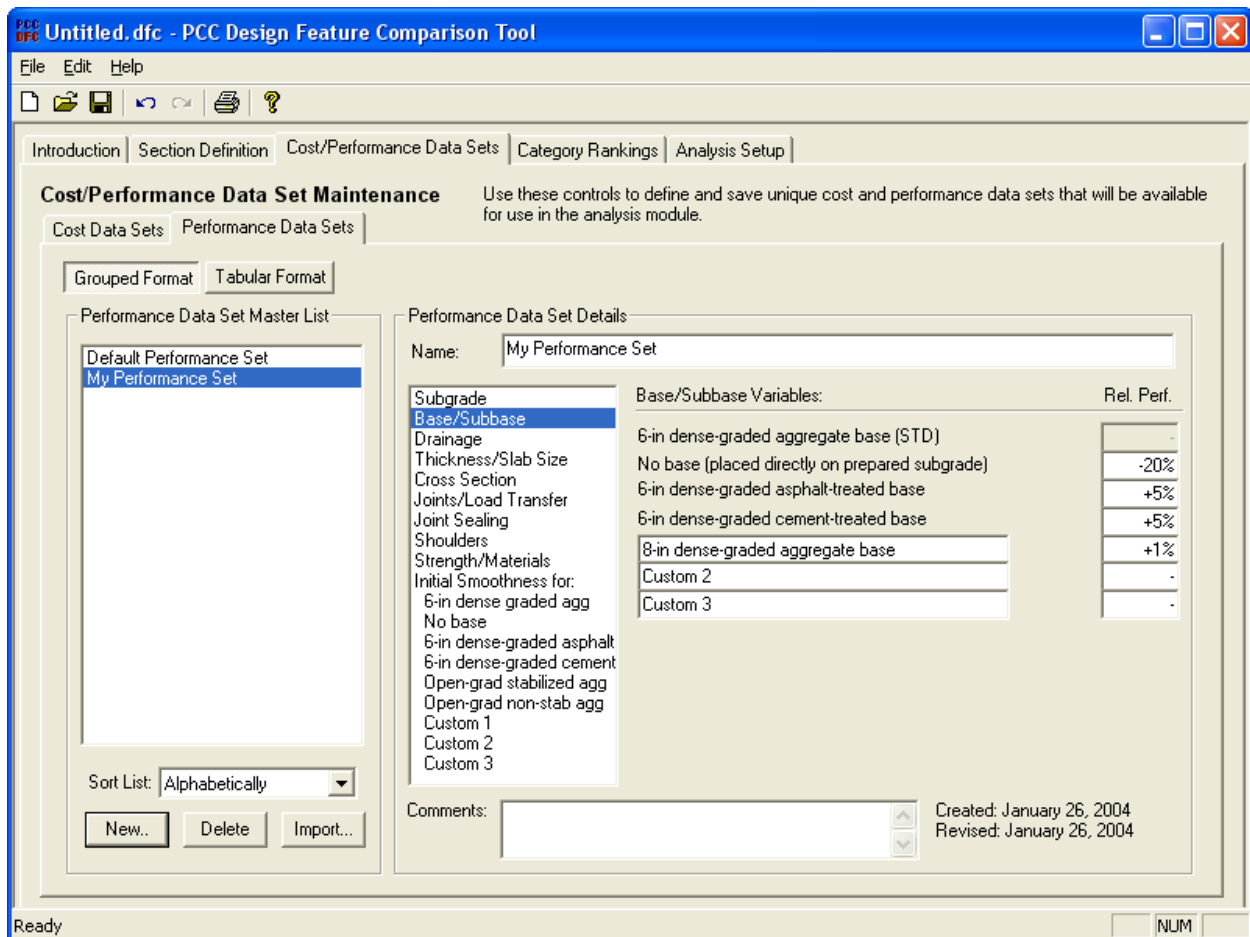 PCC DFC Untitled.dfc - PCC Design Feature Comparison Tool
File Edit Help
Introduction Section Definition Cost/Performance Data Sets Category Rankings Analysis Setup
Cost/Performance Data Set Maintenance
Use these controls to define and save unique cost and performance data sets that will be available
for use in the analysis module.
Cost Data Sets Performance Data Sets
Grouped Format Tabular Format
Performance Data Set Master List
Default Performance Set
My Performance Set
Sort List: Alphabetically
New.. Delete Import...
Performance Data Set Details
Name: My Performance Set
Subgrade
Base/Subbase
Drainage
Thickness/Slab Size
Cross Section
Joints/Load Transfer
Joint Sealing
Shoulders
Strength/Materials
Initial Smoothness for:
6-in dense graded agg
No base
6-in dense-graded asphalt
6-in dense-graded cement
Open-grad stabilized agg
Open-grad non-stab agg
Custom 1
Custom 2
Custom 3
Base/Subbase Variables: Rel. Perf.
6-in dense-graded aggregate base (STD) -
No base (placed directly on prepared subgrade) -20%
6-in dense-graded asphalt-treated base +5%
6-in dense-graded cement-treated base +5%
8-in dense-graded aggregate base +1%
Custom 2 -
Custom 3 -
Comments:
Created: January 26, 2004
Revised: January 26, 2004
Ready NUM